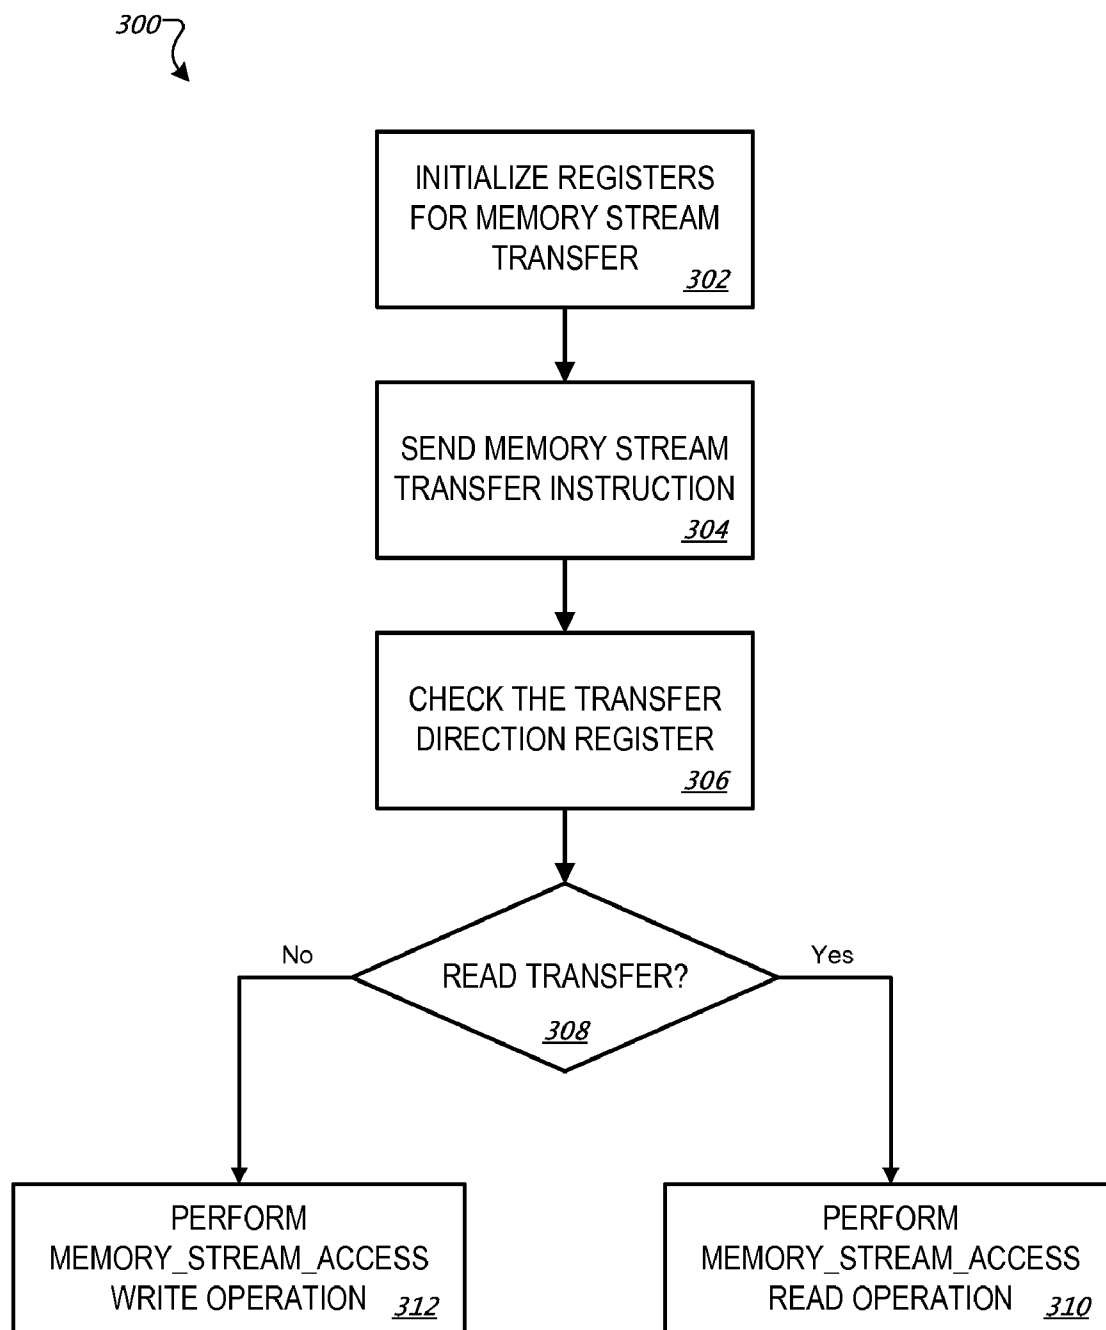 300
INITIALIZE REGISTERS
FOR MEMORY STREAM
TRANSFER
302
SEND MEMORY STREAM
TRANSFER INSTRUCTION
304
CHECK THE TRANSFER
DIRECTION REGISTER
306
No
Yes
READ TRANSFER?
308
PERFORM
MEMORY_STREAM_ACCESS
WRITE OPERATION
312
PERFORM
MEMORY_STREAM_ACCESS
READ OPERATION
310